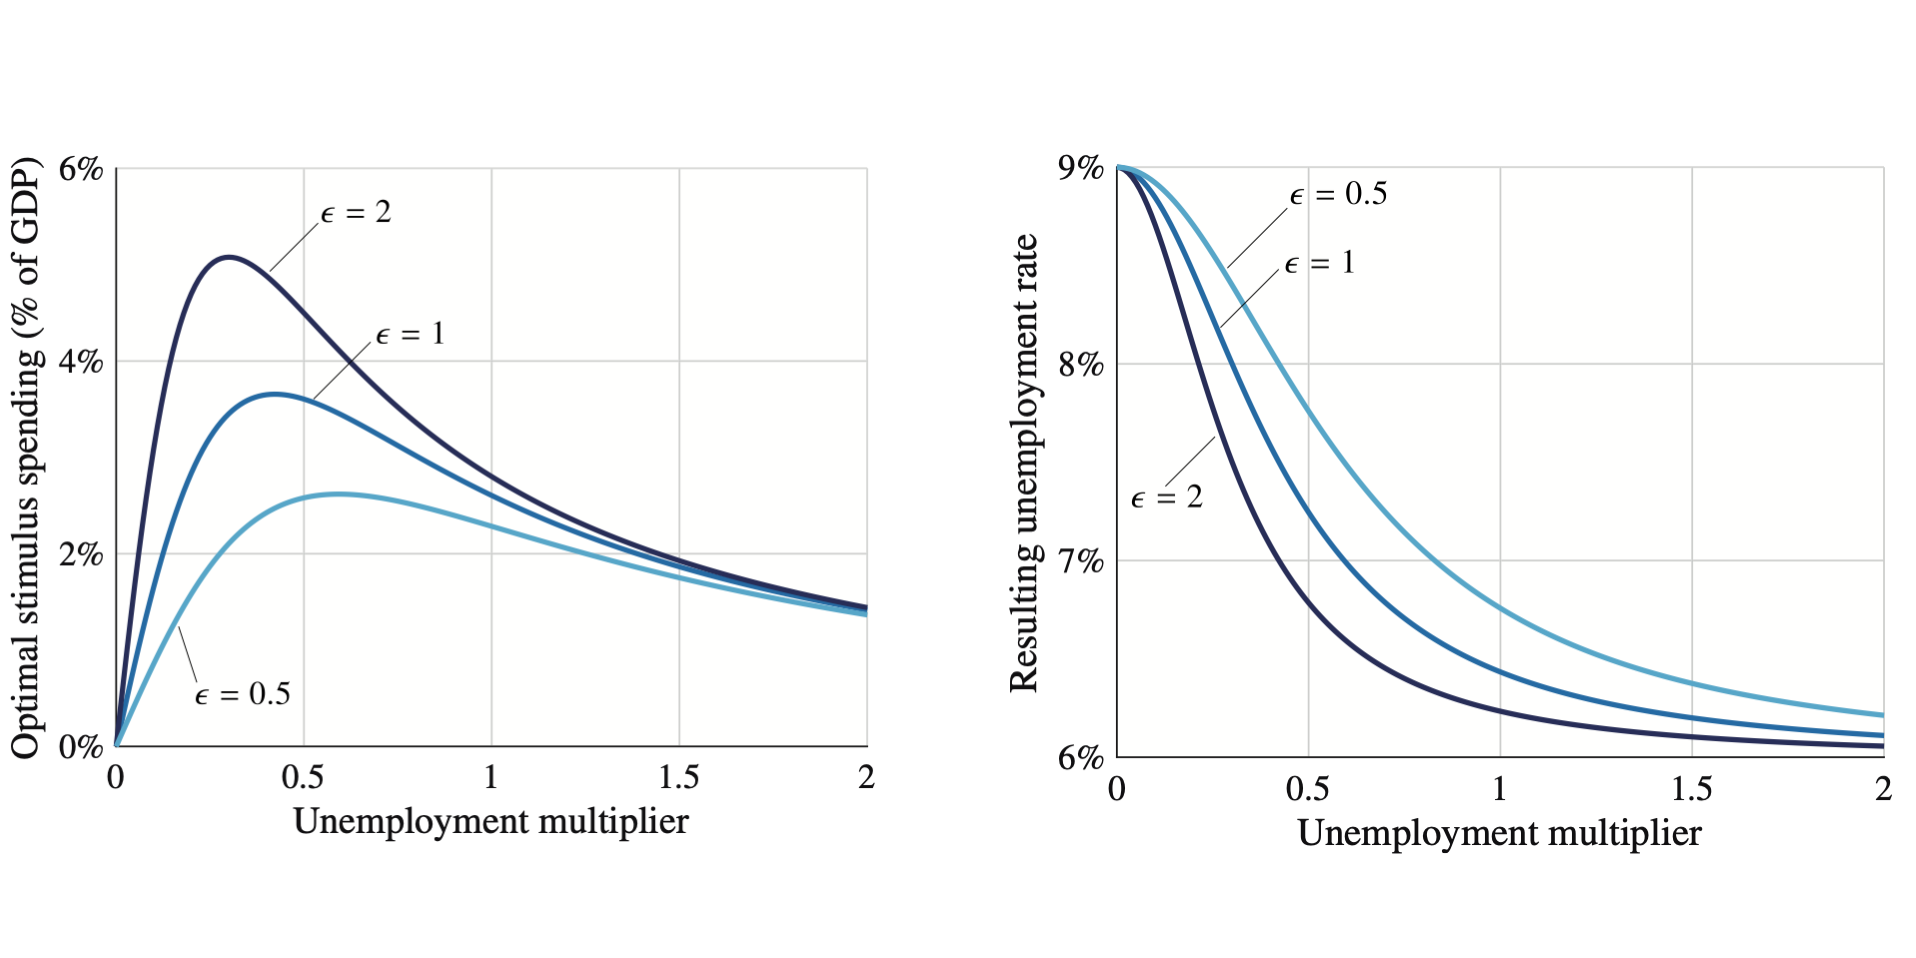 Optimal stimulus spending (% of GDP)
6%
4%
2%
0%
ϵ = 2
ϵ = 1
ϵ = 0.5
0 0.5 1 1.5 2
Unemployment multiplier
Resulting unemployment rate
9%
8%
7%
6%
ϵ = 0.5
ϵ = 1
ϵ = 2
0 0.5 1 1.5 2
Unemployment multiplier